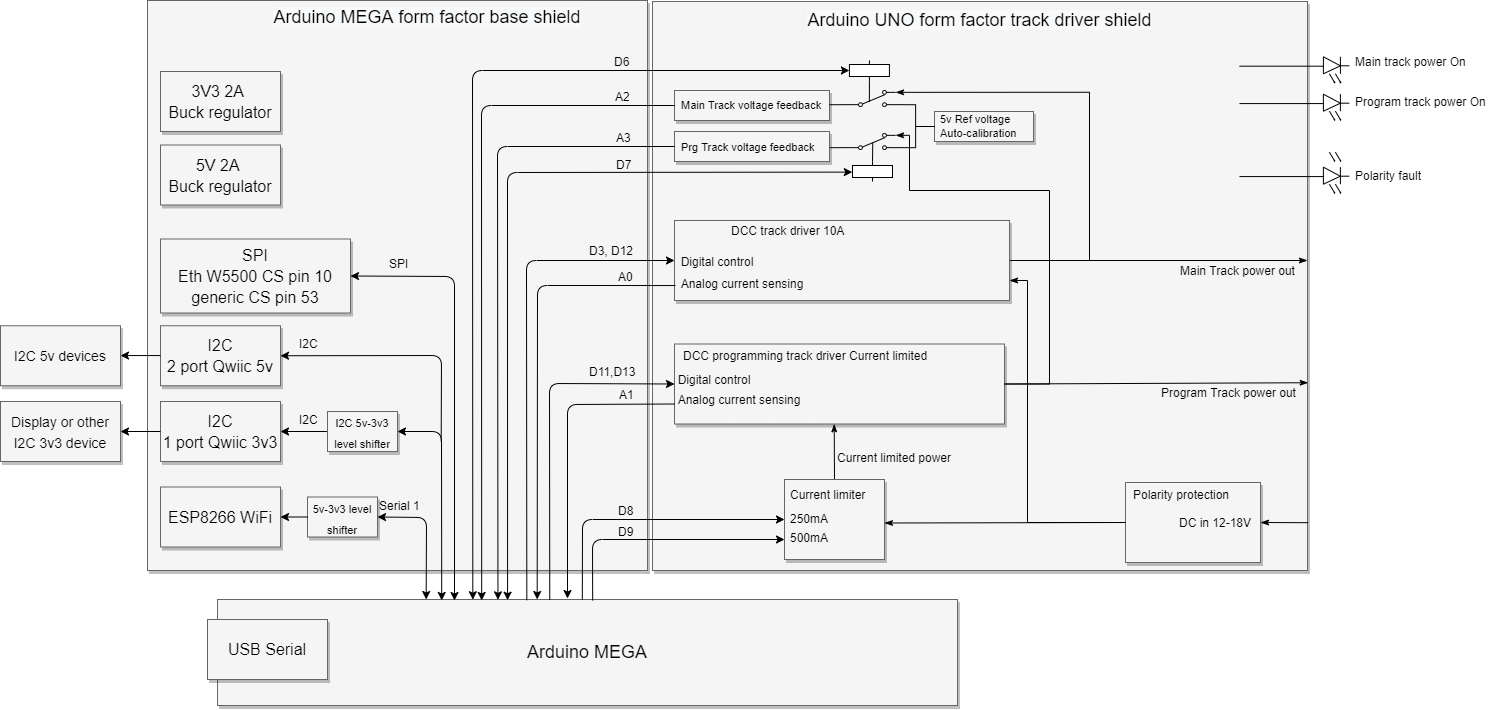 Arduino MEGA form factor base shield
Arduino UNO form factor track driver shield
3V3 2A
Buck regulator
5V 2A
Buck regulator
SPI
Eth W5500 CS pin 10
generic CS pin 53
SPI
I2C 5v devices
I2C
2 port Qwiic 5v
I2C
Display or other
I2C 3v3 device
I2C
1 port Qwiic 3v3
I2C
I2C 5v-3v3
level shifter
ESP8266 WiFi
5v-3v3 level
shifter
Serial 1
D6
A2
Main Track voltage feedback
A3
Prg Track voltage feedback
D7
5v Ref voltage
Auto-calibration
Main track power On
Program track power On
Polarity fault
DCC track driver 10A
D3, D12
Digital control
A0
Analog current sensing
Main Track power out
DCC programming track driver Current limited
D11,D13
Digital control
A1
Analog current sensing
Program Track power out
Current limited power
Current limiter
D8
250mA
D9
500mA
Polarity protection
DC in 12-18V
USB Serial
Arduino MEGA